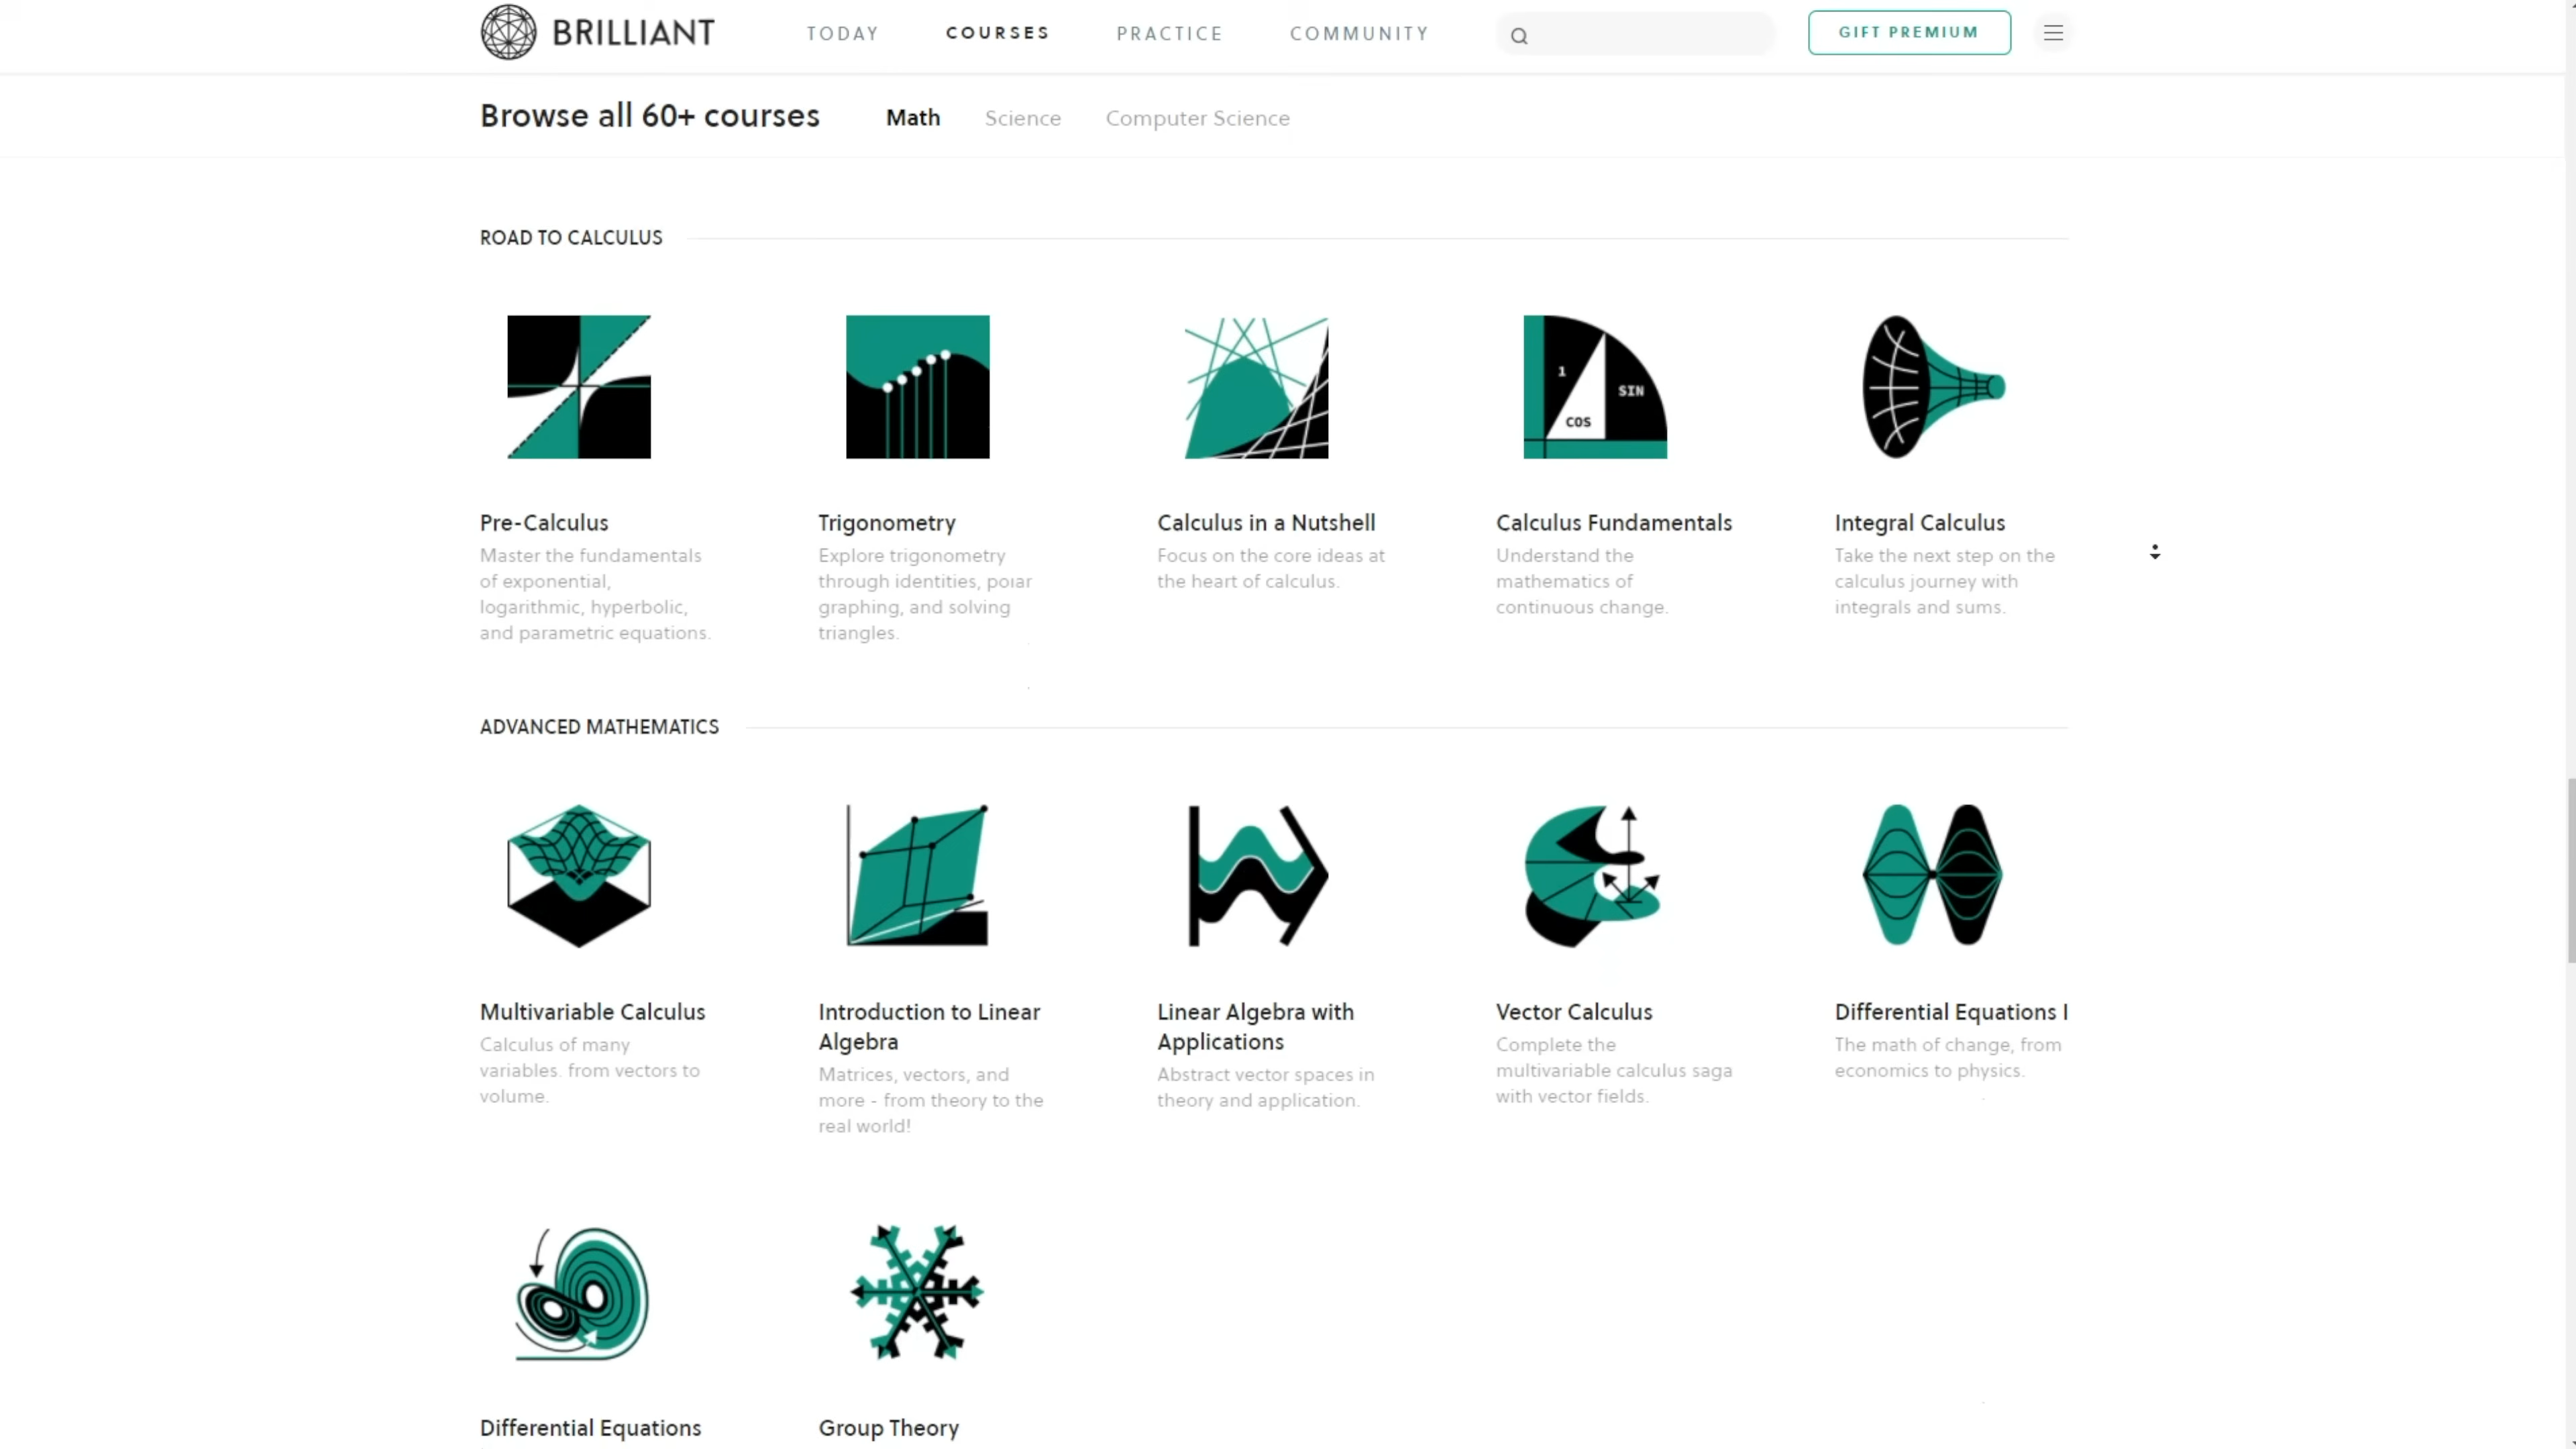 BRILLIANT
TODAY
COURSES
PRACTICE
COMMUNITY
GIFT PREMIUM
Browse all 60+ courses
Math
Science
Computer Science
ROAD TO CALCULUS
1
SIN
COS
Pre-Calculus
Master the fundamentals
of exponential,
logarithmic, hyperbolic,
and parametric equations.
Trigonometry
Explore trigonometry
through identities, polar
graphing, and solving
triangles.
Calculus in a Nutshell
Focus on the core ideas at
the heart of calculus.
Calculus Fundamentals
Understand the
mathematics of
continuous change.
Integral Calculus
Take the next step on the
calculus journey with
integrals and sums.
ADVANCED MATHEMATICS
Multivariable Calculus
Calculus of many
variables. from vectors to
volume.
Introduction to Linear
Algebra
Matrices, vectors, and
more - from theory to the
real world!
Linear Algebra with
Applications
Abstract vector spaces in
theory and application.
Vector Calculus
Complete the
multivariable calculus saga
with vector fields.
Differential Equations I
The math of change, from
economics to physics.
Differential Equations
Group Theory